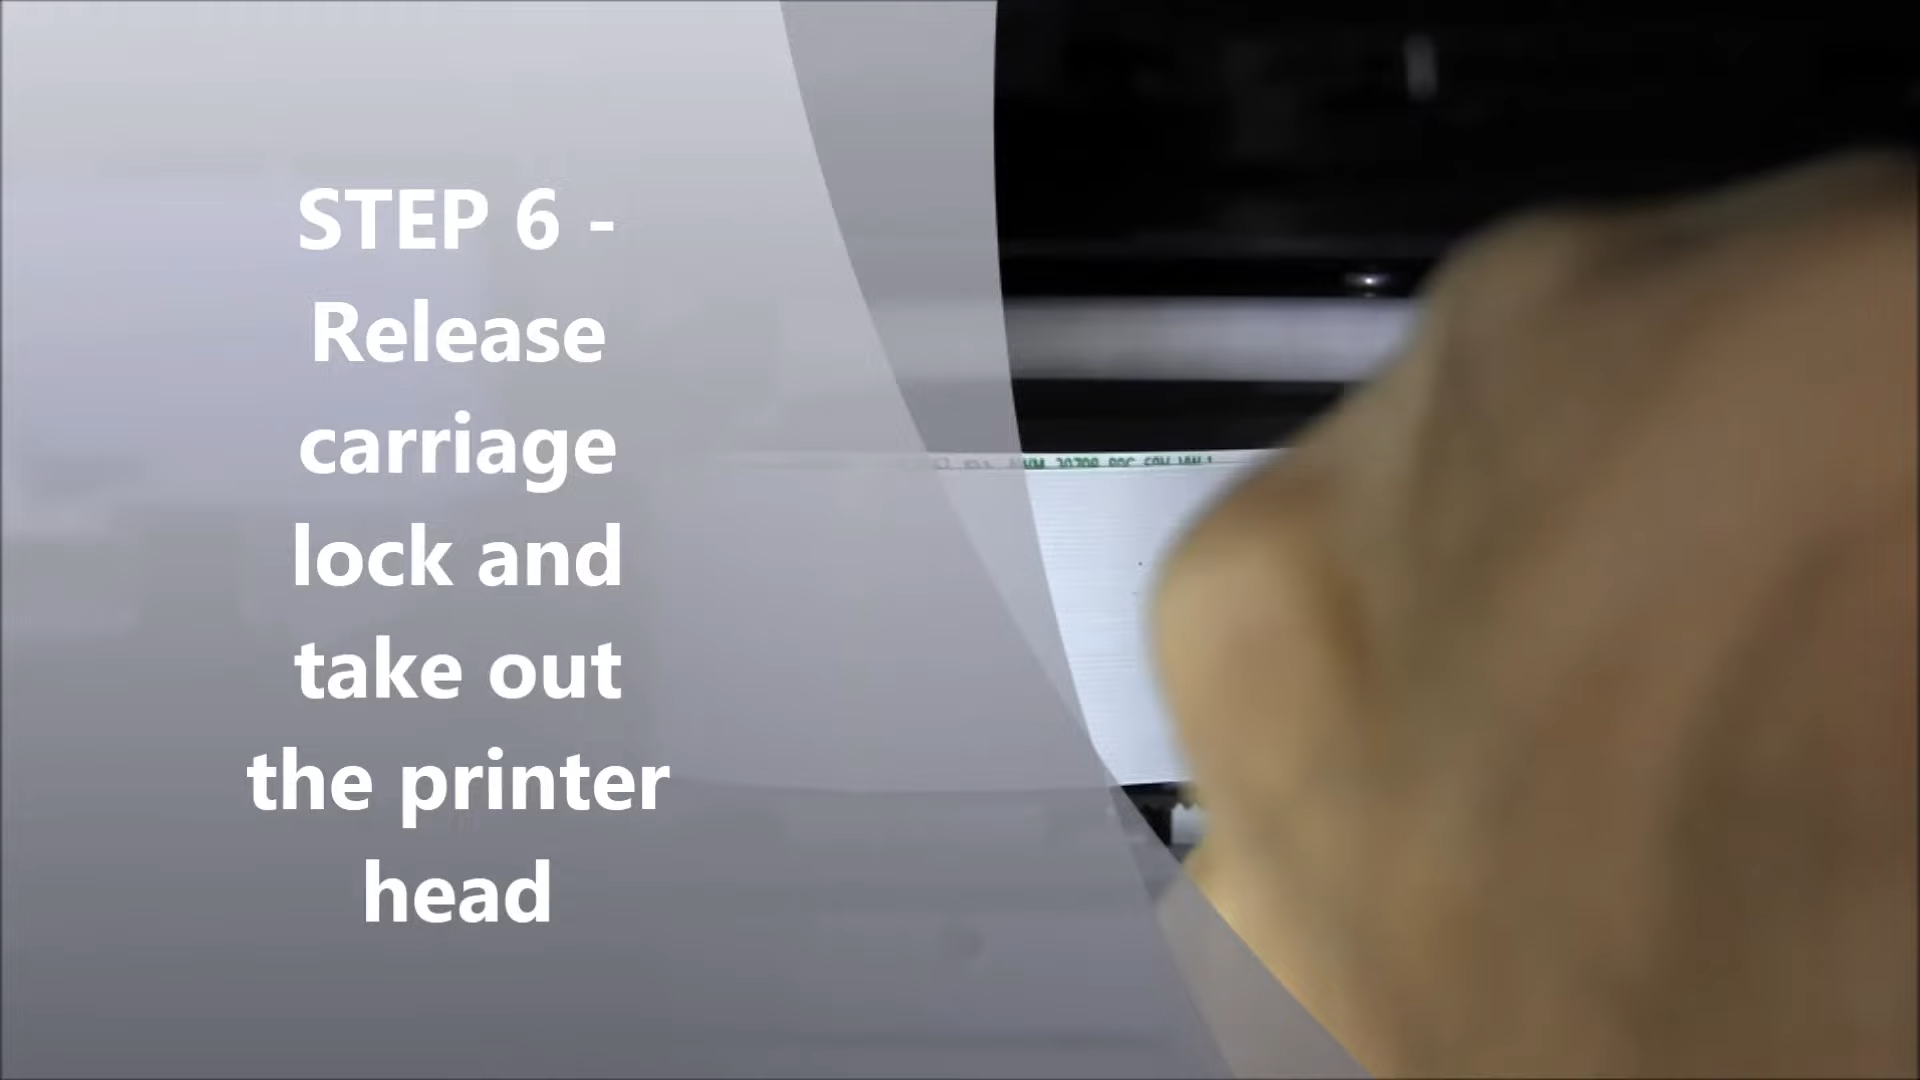 STEP 6 -
Release
carriage
lock and
take out
the printer
head